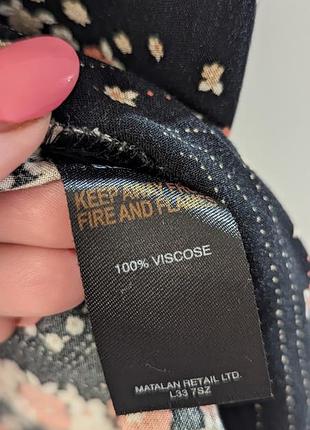 KEEP AWAY FROM
FIRE AND FLAMES
100% VISCOSE
MATALAN RETAIL LTD.
L33 7SZ